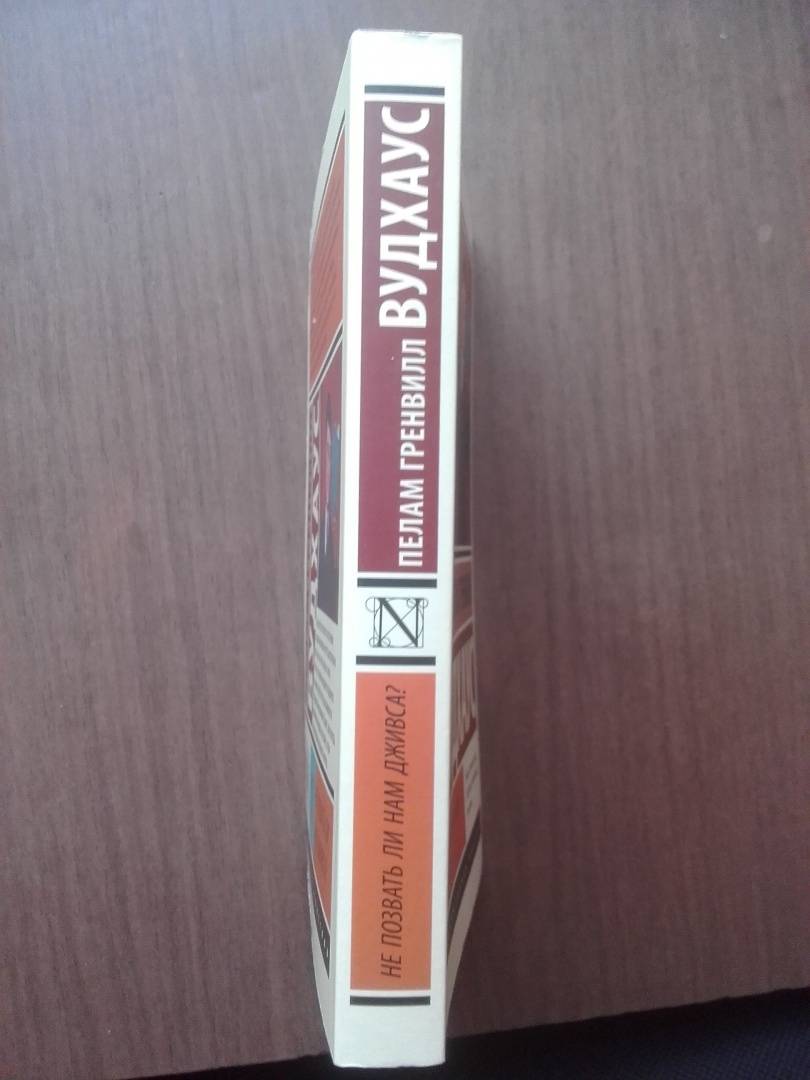 ПЕЛАМ ГРЕНВИЛЛ ВУДХАУС
НЕ ПОЗВАТЬ ЛИ НАМ ДЖИВСА?